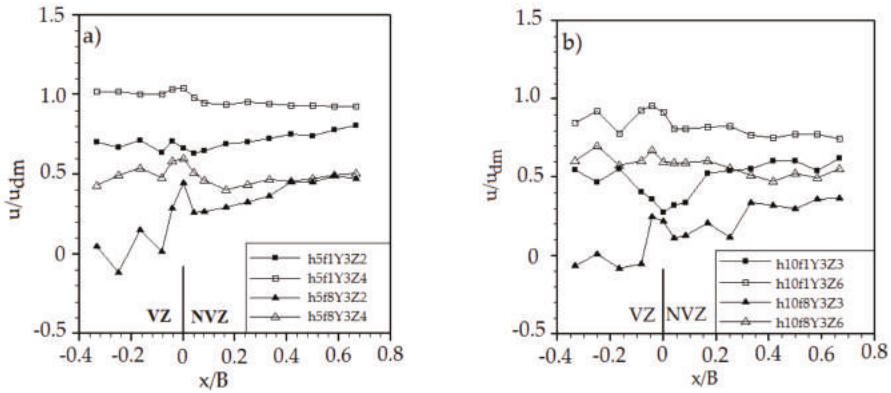 a)
1.5
1.0
0.5
0
-0.5
u/udm
VZ NVZ
h5f1Y3Z2
h5f1Y3Z4
h5f8Y3Z2
h5f8Y3Z4
-0.4 -0.2 0 0.2 0.4 0.6 0.8
x/B
b)
1.5
1.0
0.5
0
-0.5
u/udm
VZ NVZ
h10f1Y3Z3
h10f1Y3Z6
h10f8Y3Z3
h10f8Y3Z6
-0.4 -0.2 0 0.2 0.4 0.6 0.8
x/B